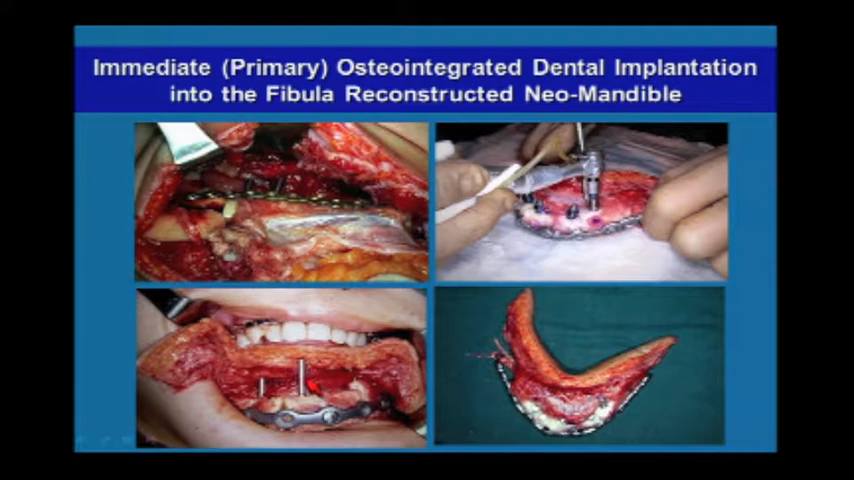 Immediate (Primary) Osteointegrated Dental Implantation
into the Fibula Reconstructed Neo-Mandible